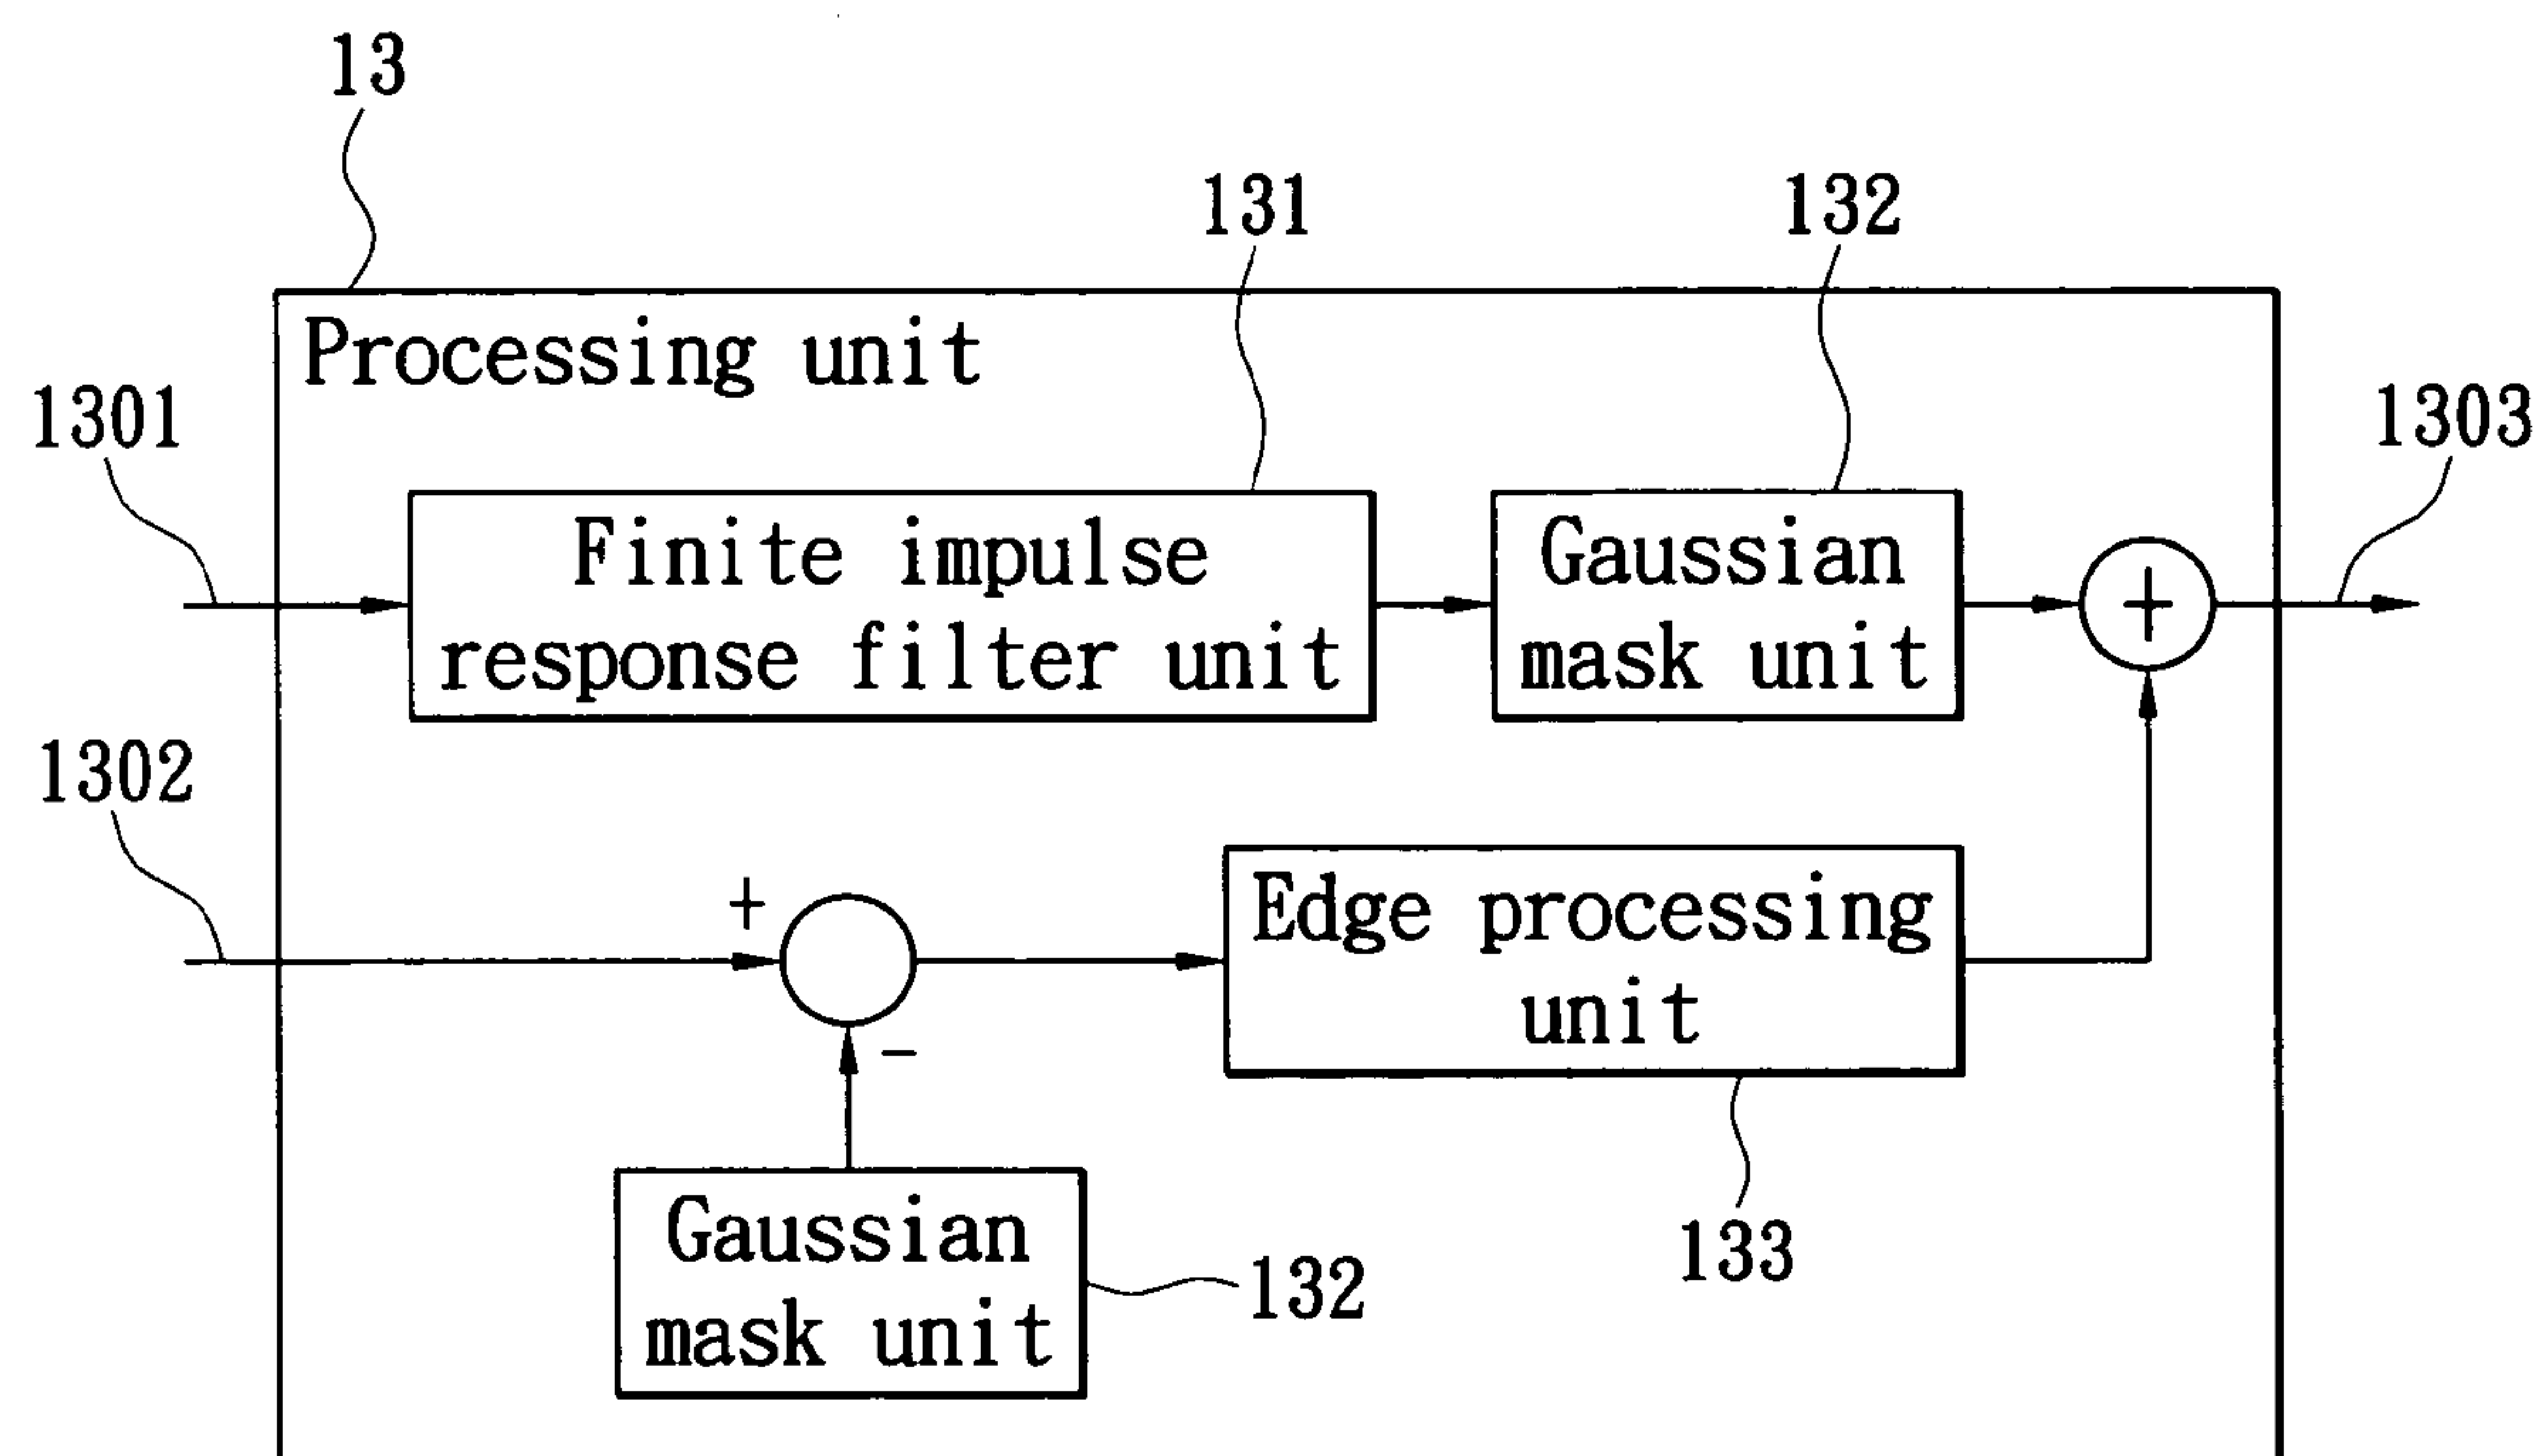 13
131
132
Processing unit
1301
1303
Finite impulse
response filter unit
Gaussian
mask unit
+
1302
+
Edge processing
unit
-
Gaussian
mask unit
132
133